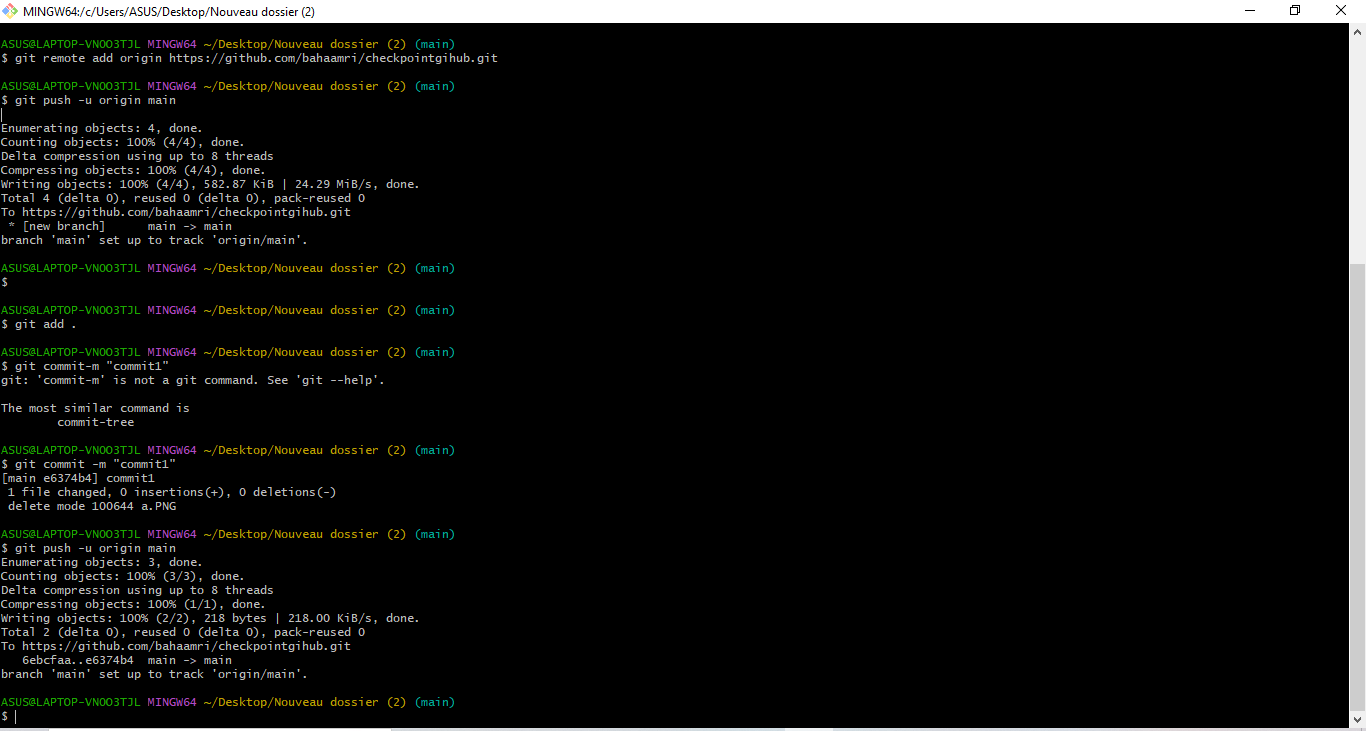 MINGW64:/c/Users/ASUS/Desktop/Nouveau dossier (2)
ASUS@LAPTOP-VNOO3TJL MINGW64 ~/Desktop/Nouveau dossier (2) (main)
$ git remote add origin https://github.com/bahaamri/checkpointgihub.git
ASUS@LAPTOP-VNOO3TJL MINGW64 ~/Desktop/Nouveau dossier (2) (main)
$ git push -u origin main
Enumerating objects: 4, done.
Counting objects: 100% (4/4), done.
Delta compression using up to 8 threads
Compressing objects: 100% (4/4), done.
Writing objects: 100% (4/4), 582.87 KiB | 24.29 MiB/s, done.
Total 4 (delta 0), reused 0 (delta 0), pack-reused 0
To https://github.com/bahaamri/checkpointgihub.git
 * [new branch]      main -> main
branch 'main' set up to track 'origin/main'.
ASUS@LAPTOP-VNOO3TJL MINGW64 ~/Desktop/Nouveau dossier (2) (main)
$
ASUS@LAPTOP-VNOO3TJL MINGW64 ~/Desktop/Nouveau dossier (2) (main)
$ git add .
ASUS@LAPTOP-VNOO3TJL MINGW64 ~/Desktop/Nouveau dossier (2) (main)
$ git commit-m "commit1"
git: 'commit-m' is not a git command. See 'git --help'.
The most similar command is
        commit-tree
ASUS@LAPTOP-VNOO3TJL MINGW64 ~/Desktop/Nouveau dossier (2) (main)
$ git commit -m "commit1"
[main e6374b4] commit1
 1 file changed, 0 insertions(+), 0 deletions(-)
 delete mode 100644 a.PNG
ASUS@LAPTOP-VNOO3TJL MINGW64 ~/Desktop/Nouveau dossier (2) (main)
$ git push -u origin main
Enumerating objects: 3, done.
Counting objects: 100% (3/3), done.
Delta compression using up to 8 threads
Compressing objects: 100% (1/1), done.
Writing objects: 100% (2/2), 218 bytes | 218.00 KiB/s, done.
Total 2 (delta 0), reused 0 (delta 0), pack-reused 0
To https://github.com/bahaamri/checkpointgihub.git
   6ebcfaa..e6374b4  main -> main
branch 'main' set up to track 'origin/main'.
ASUS@LAPTOP-VNOO3TJL MINGW64 ~/Desktop/Nouveau dossier (2) (main)
$